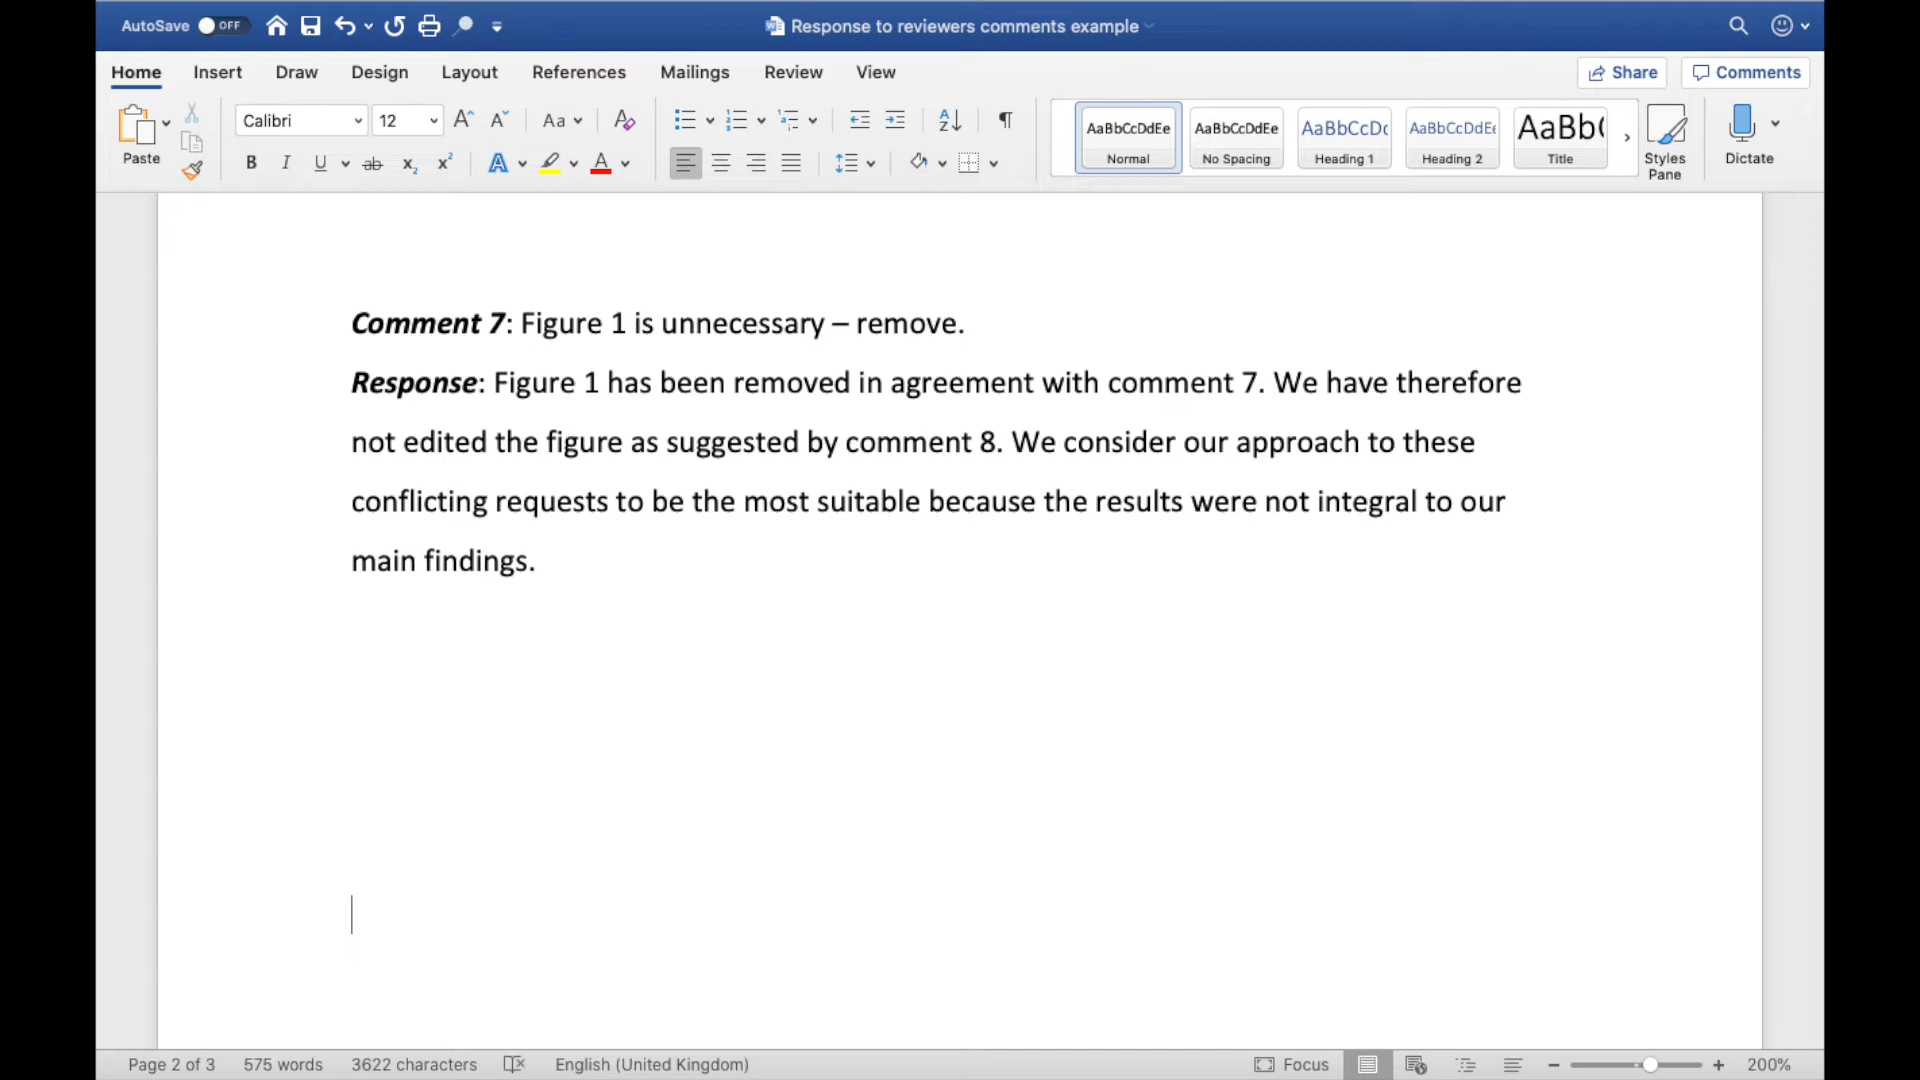 AutoSave OFF Response to reviewers comments example
Home Insert Draw Design Layout References Mailings Review View Share Comments
Paste Calibri 12 Aa AaBbCcDdEe AaBbCcDdEe AaBbCcDc AaBbCcDdEe AaBb( Styles Pane Dictate
B I U ab x2 x2 A A Normal No Spacing Heading 1 Heading 2 Title
Comment 7: Figure 1 is unnecessary – remove.
Response: Figure 1 has been removed in agreement with comment 7. We have therefore
not edited the figure as suggested by comment 8. We consider our approach to these
conflicting requests to be the most suitable because the results were not integral to our
main findings.
Page 2 of 3 575 words 3622 characters English (United Kingdom) Focus 200%